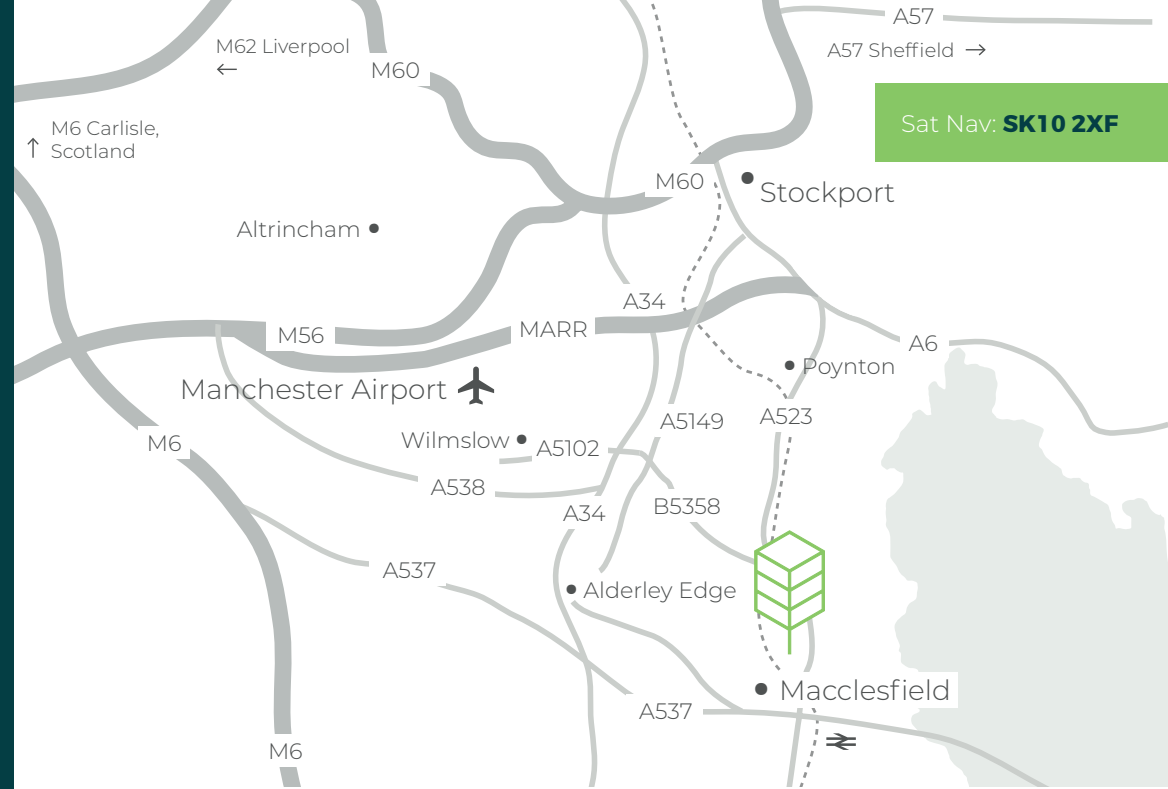 A57
M62 Liverpool
←
A57 Sheffield →
M60
Sat Nav: SK10 2XF
↑ M6 Carlisle,
Scotland
M60
Stockport
Altrincham
A34
M56
MARR
A6
Poynton
Manchester Airport
A5149
A523
Wilmslow
A5102
M6
A538
B5358
A34
A537
Alderley Edge
Macclesfield
A537
M6